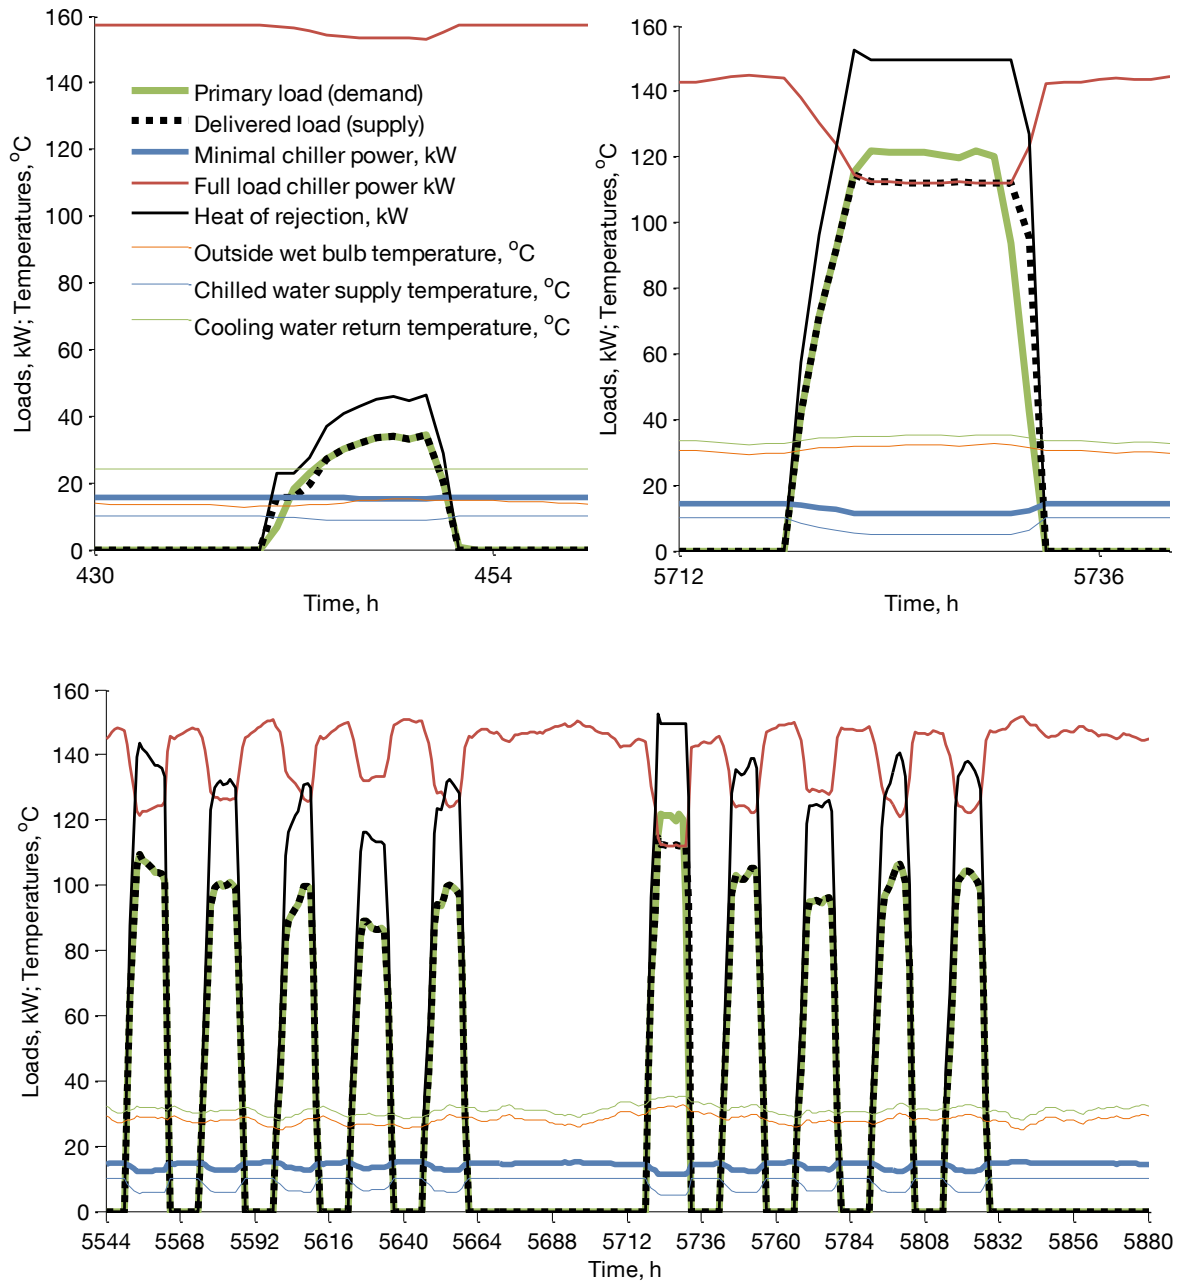 160
140
120
100
80
60
40
20
0
Loads, kW; Temperatures, °C
Primary load (demand)
Delivered load (supply)
Minimal chiller power, kW
Full load chiller power kW
Heat of rejection, kW
Outside wet bulb temperature, °C
Chilled water supply temperature, °C
Cooling water return temperature, °C
430 454
Time, h
160
140
120
100
80
60
40
20
0
Loads, kW; Temperatures, °C
5712 5736
Time, h
160
140
120
100
80
60
40
20
0
Loads, kW; Temperatures, °C
5544 5568 5592 5616 5640 5664 5688 5712 5736 5760 5784 5808 5832 5856 5880
Time, h